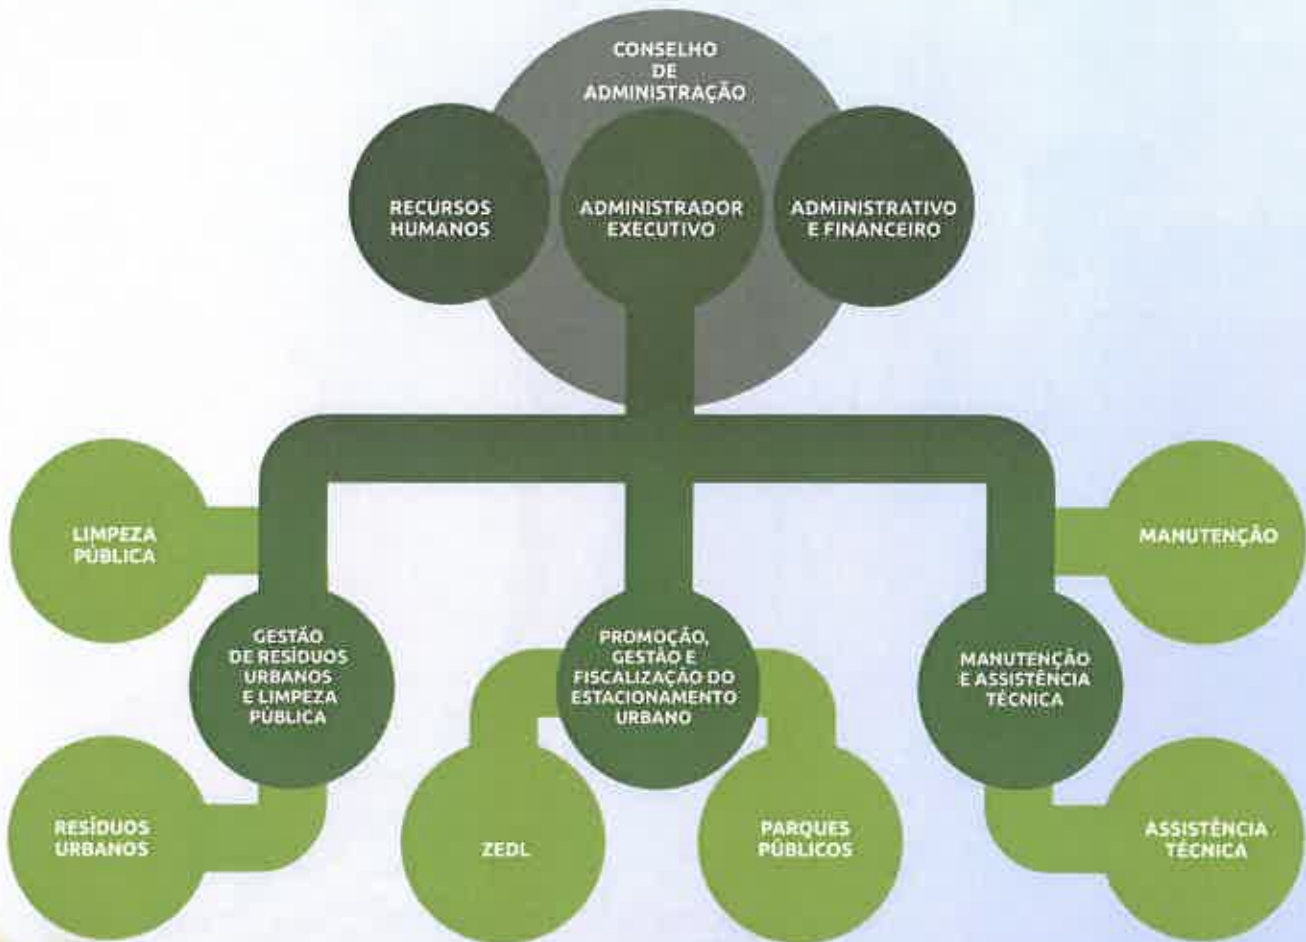 CONSELHO
DE
ADMINISTRAÇÃO
RECURSOS
HUMANOS
ADMINISTRADOR
EXECUTIVO
ADMINISTRATIVO
E FINANCEIRO
LIMPEZA
PÚBLICA
MANUTENÇÃO
GESTÃO
DE RESÍDUOS
URBANOS
E LIMPEZA
PÚBLICA
PROMOÇÃO,
GESTÃO E
FISCALIZAÇÃO DO
ESTACIONAMENTO
URBANO
MANUTENÇÃO
E ASSISTÊNCIA
TÉCNICA
RESÍDUOS
URBANOS
ZEDL
PARQUES
PÚBLICOS
ASSISTÊNCIA
TÉCNICA